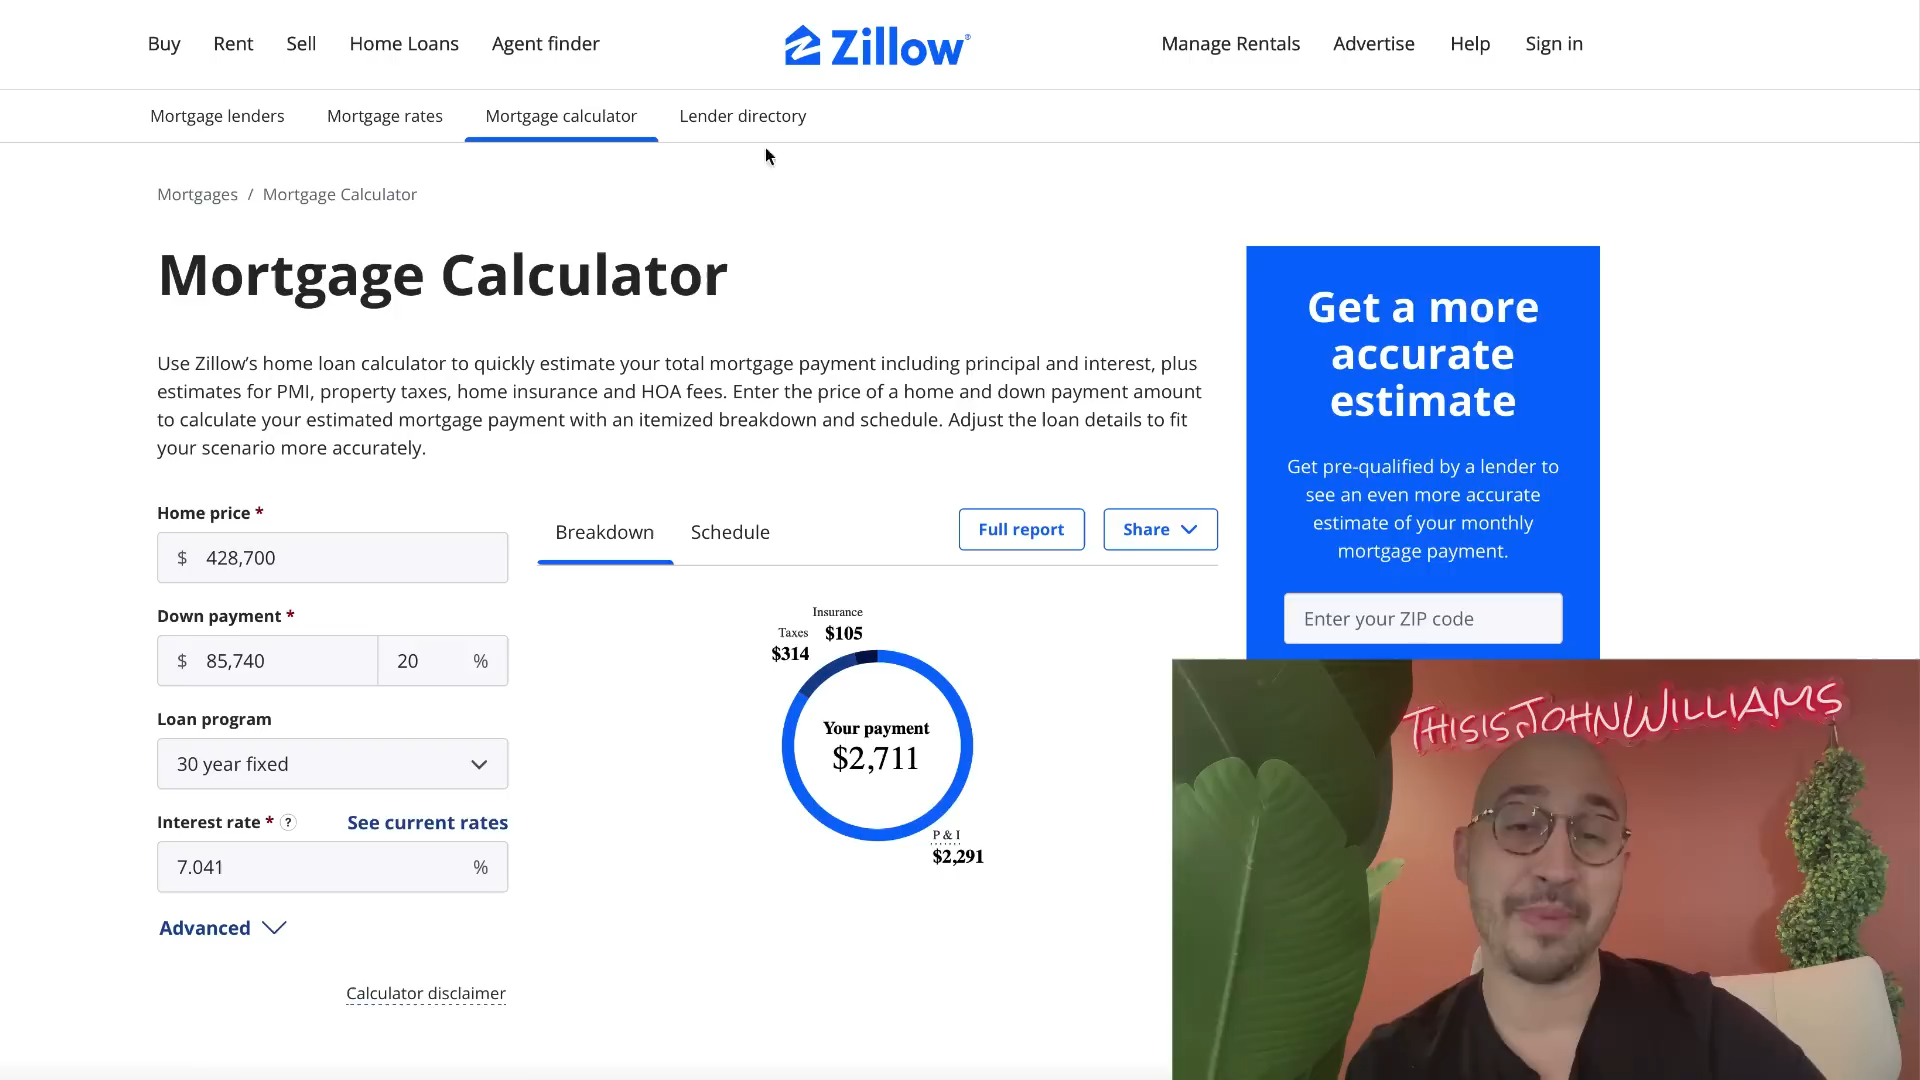 Buy Rent Sell Home Loans Agent finder
Zillow®
Manage Rentals Advertise Help Sign in
Mortgage lenders Mortgage rates Mortgage calculator Lender directory
Mortgages / Mortgage Calculator
Mortgage Calculator
Use Zillow’s home loan calculator to quickly estimate your total mortgage payment including principal and interest, plus
estimates for PMI, property taxes, home insurance and HOA fees. Enter the price of a home and down payment amount
to calculate your estimated mortgage payment with an itemized breakdown and schedule. Adjust the loan details to fit
your scenario more accurately.
Home price *
$ 428,700
Down payment *
$ 85,740 20 %
Loan program
30 year fixed
Interest rate * ? See current rates
7.041 %
Advanced
Calculator disclaimer
Breakdown Schedule
Full report Share
Insurance
$105
Taxes
$314
Your payment
$2,711
P & I
$2,291
Get a more
accurate
estimate
Get pre-qualified by a lender to
see an even more accurate
estimate of your monthly
mortgage payment.
Enter your ZIP code
THISISJOHNWILLIAMS